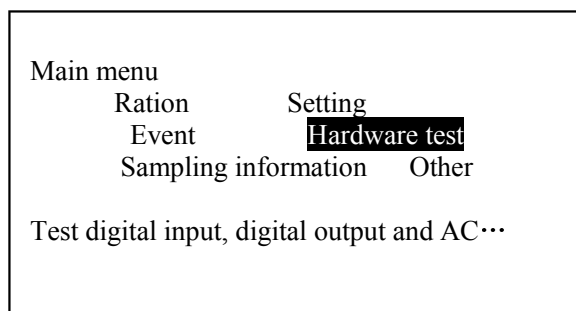 Main menu
Ration Setting
Event Hardware test
Sampling information Other
Test digital input, digital output and AC⋯